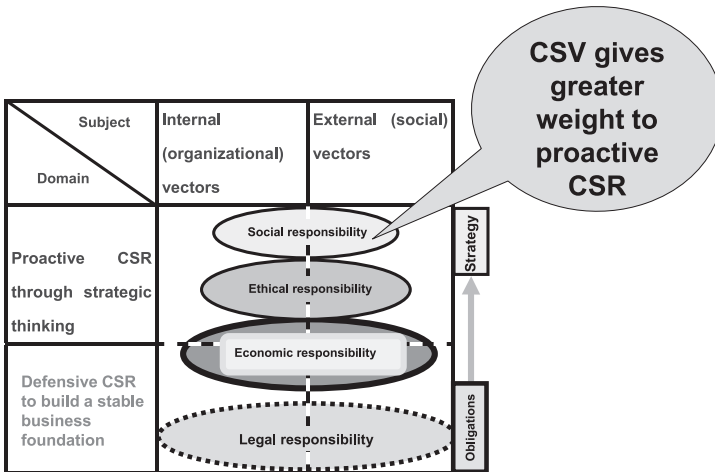 CSV gives
greater
weight to
proactive
CSR
Subject
Domain
Internal
(organizational)
vectors
External (social)
vectors
Proactive CSR
through strategic
thinking
Defensive CSR
to build a stable
business
foundation
Social responsibility
Ethical responsibility
Economic responsibility
Legal responsibility
Strategy
Obligations